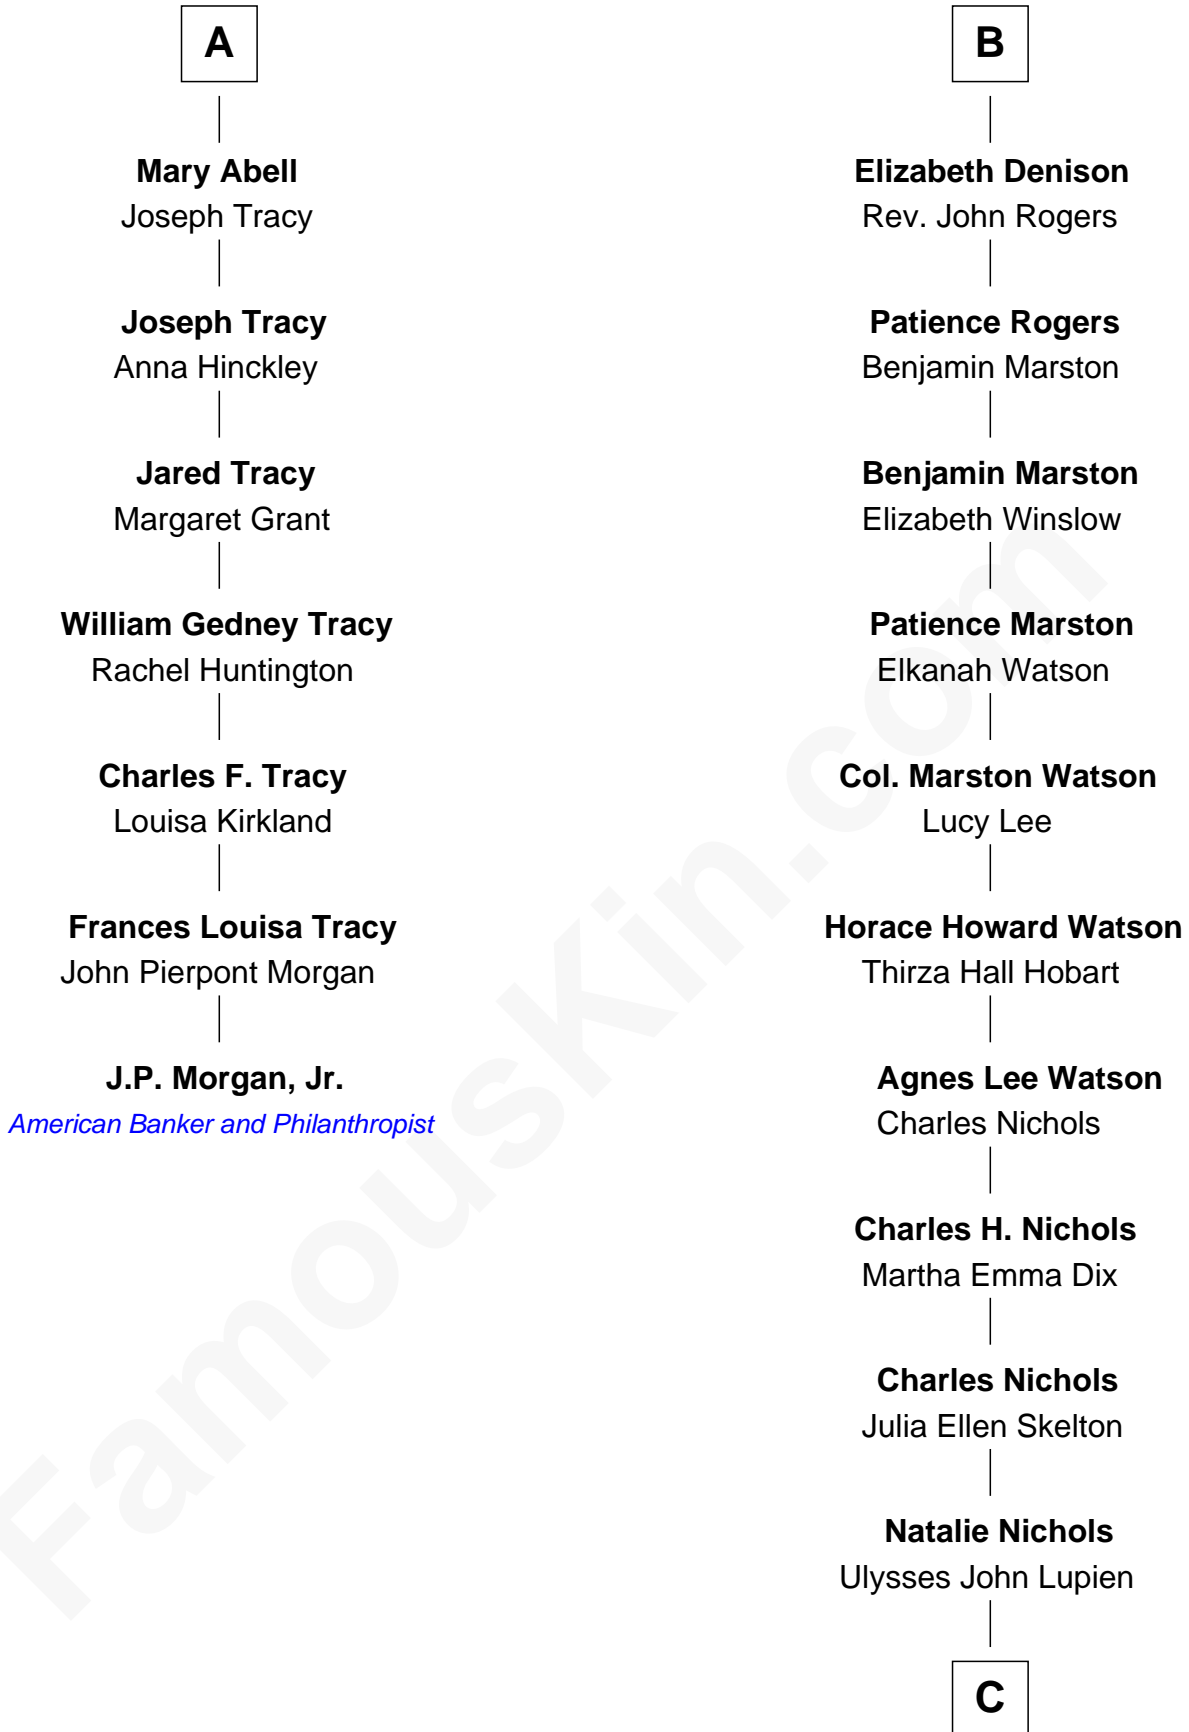 A
Mary Abell
Joseph Tracy
Joseph Tracy
Anna Hinckley
Jared Tracy
Margaret Grant
William Gedney Tracy
Rachel Huntington
Charles F. Tracy
Louisa Kirkland
Frances Louisa Tracy
John Pierpont Morgan
J.P. Morgan, Jr.
American Banker and Philanthropist
B
Elizabeth Denison
Rev. John Rogers
Patience Rogers
Benjamin Marston
Benjamin Marston
Elizabeth Winslow
Patience Marston
Elkanah Watson
Col. Marston Watson
Lucy Lee
Horace Howard Watson
Thirza Hall Hobart
Agnes Lee Watson
Charles Nichols
Charles H. Nichols
Martha Emma Dix
Charles Nichols
Julia Ellen Skelton
Natalie Nichols
Ulysses John Lupien
C
FamousKin.com